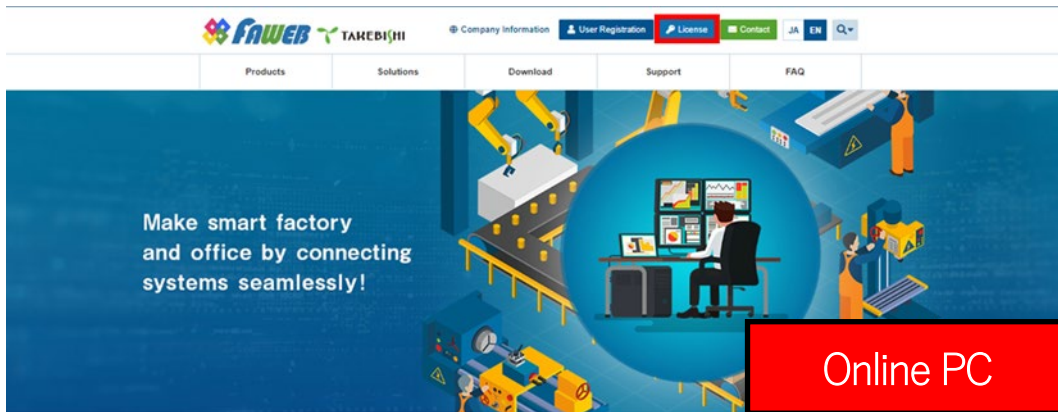 FAWEB TAKEBISHI Company Information User Registration License Contact JA EN
Products Solutions Download Support FAQ
Make smart factory
and office by connecting
systems seamlessly!
Online PC